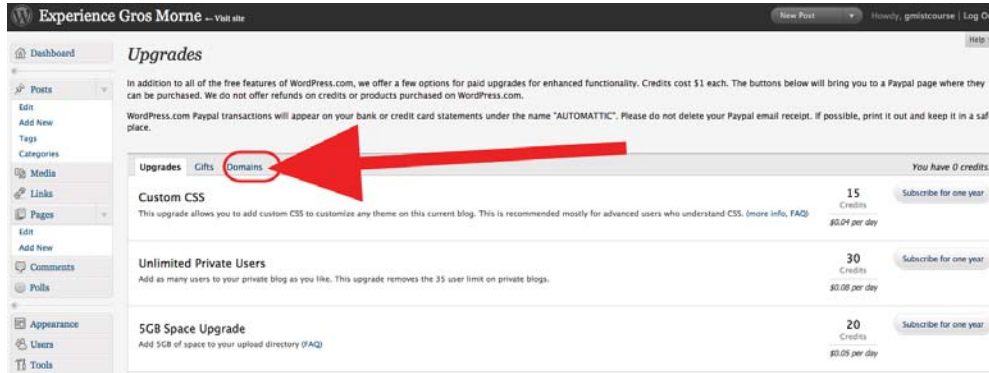 Experience Gros Morne ← Visit site
New Post
Howdy, gmistcourse | Log O
Help
Dashboard
Posts
Edit
Add New
Tags
Categories
Media
Links
Pages
Edit
Add New
Comments
Polls
Appearance
Users
Tools
Upgrades
In addition to all of the free features of WordPress.com, we offer a few options for paid upgrades for enhanced functionality. Credits cost $1 each. The buttons below will bring you to a Paypal page where they
can be purchased. We do not offer refunds on credits or products purchased on WordPress.com.
WordPress.com Paypal transactions will appear on your bank or credit card statements under the name "AUTOMATTIC". Please do not delete your Paypal email receipt. If possible, print it out and keep it in a saf
place.
Upgrades Gifts Domains
You have 0 credits.
Custom CSS
This upgrade allows you to add custom CSS to customize any theme on this current blog. This is recommended mostly for advanced users who understand CSS. (more info, FAQ)
15
Credits
$0.04 per day
Subscribe for one year
Unlimited Private Users
Add as many users to your private blog as you like. This upgrade removes the 35 user limit on private blogs.
30
Credits
$0.08 per day
Subscribe for one year
5GB Space Upgrade
Add 5GB of space to your upload directory (FAQ)
20
Credits
$0.05 per day
Subscribe for one year